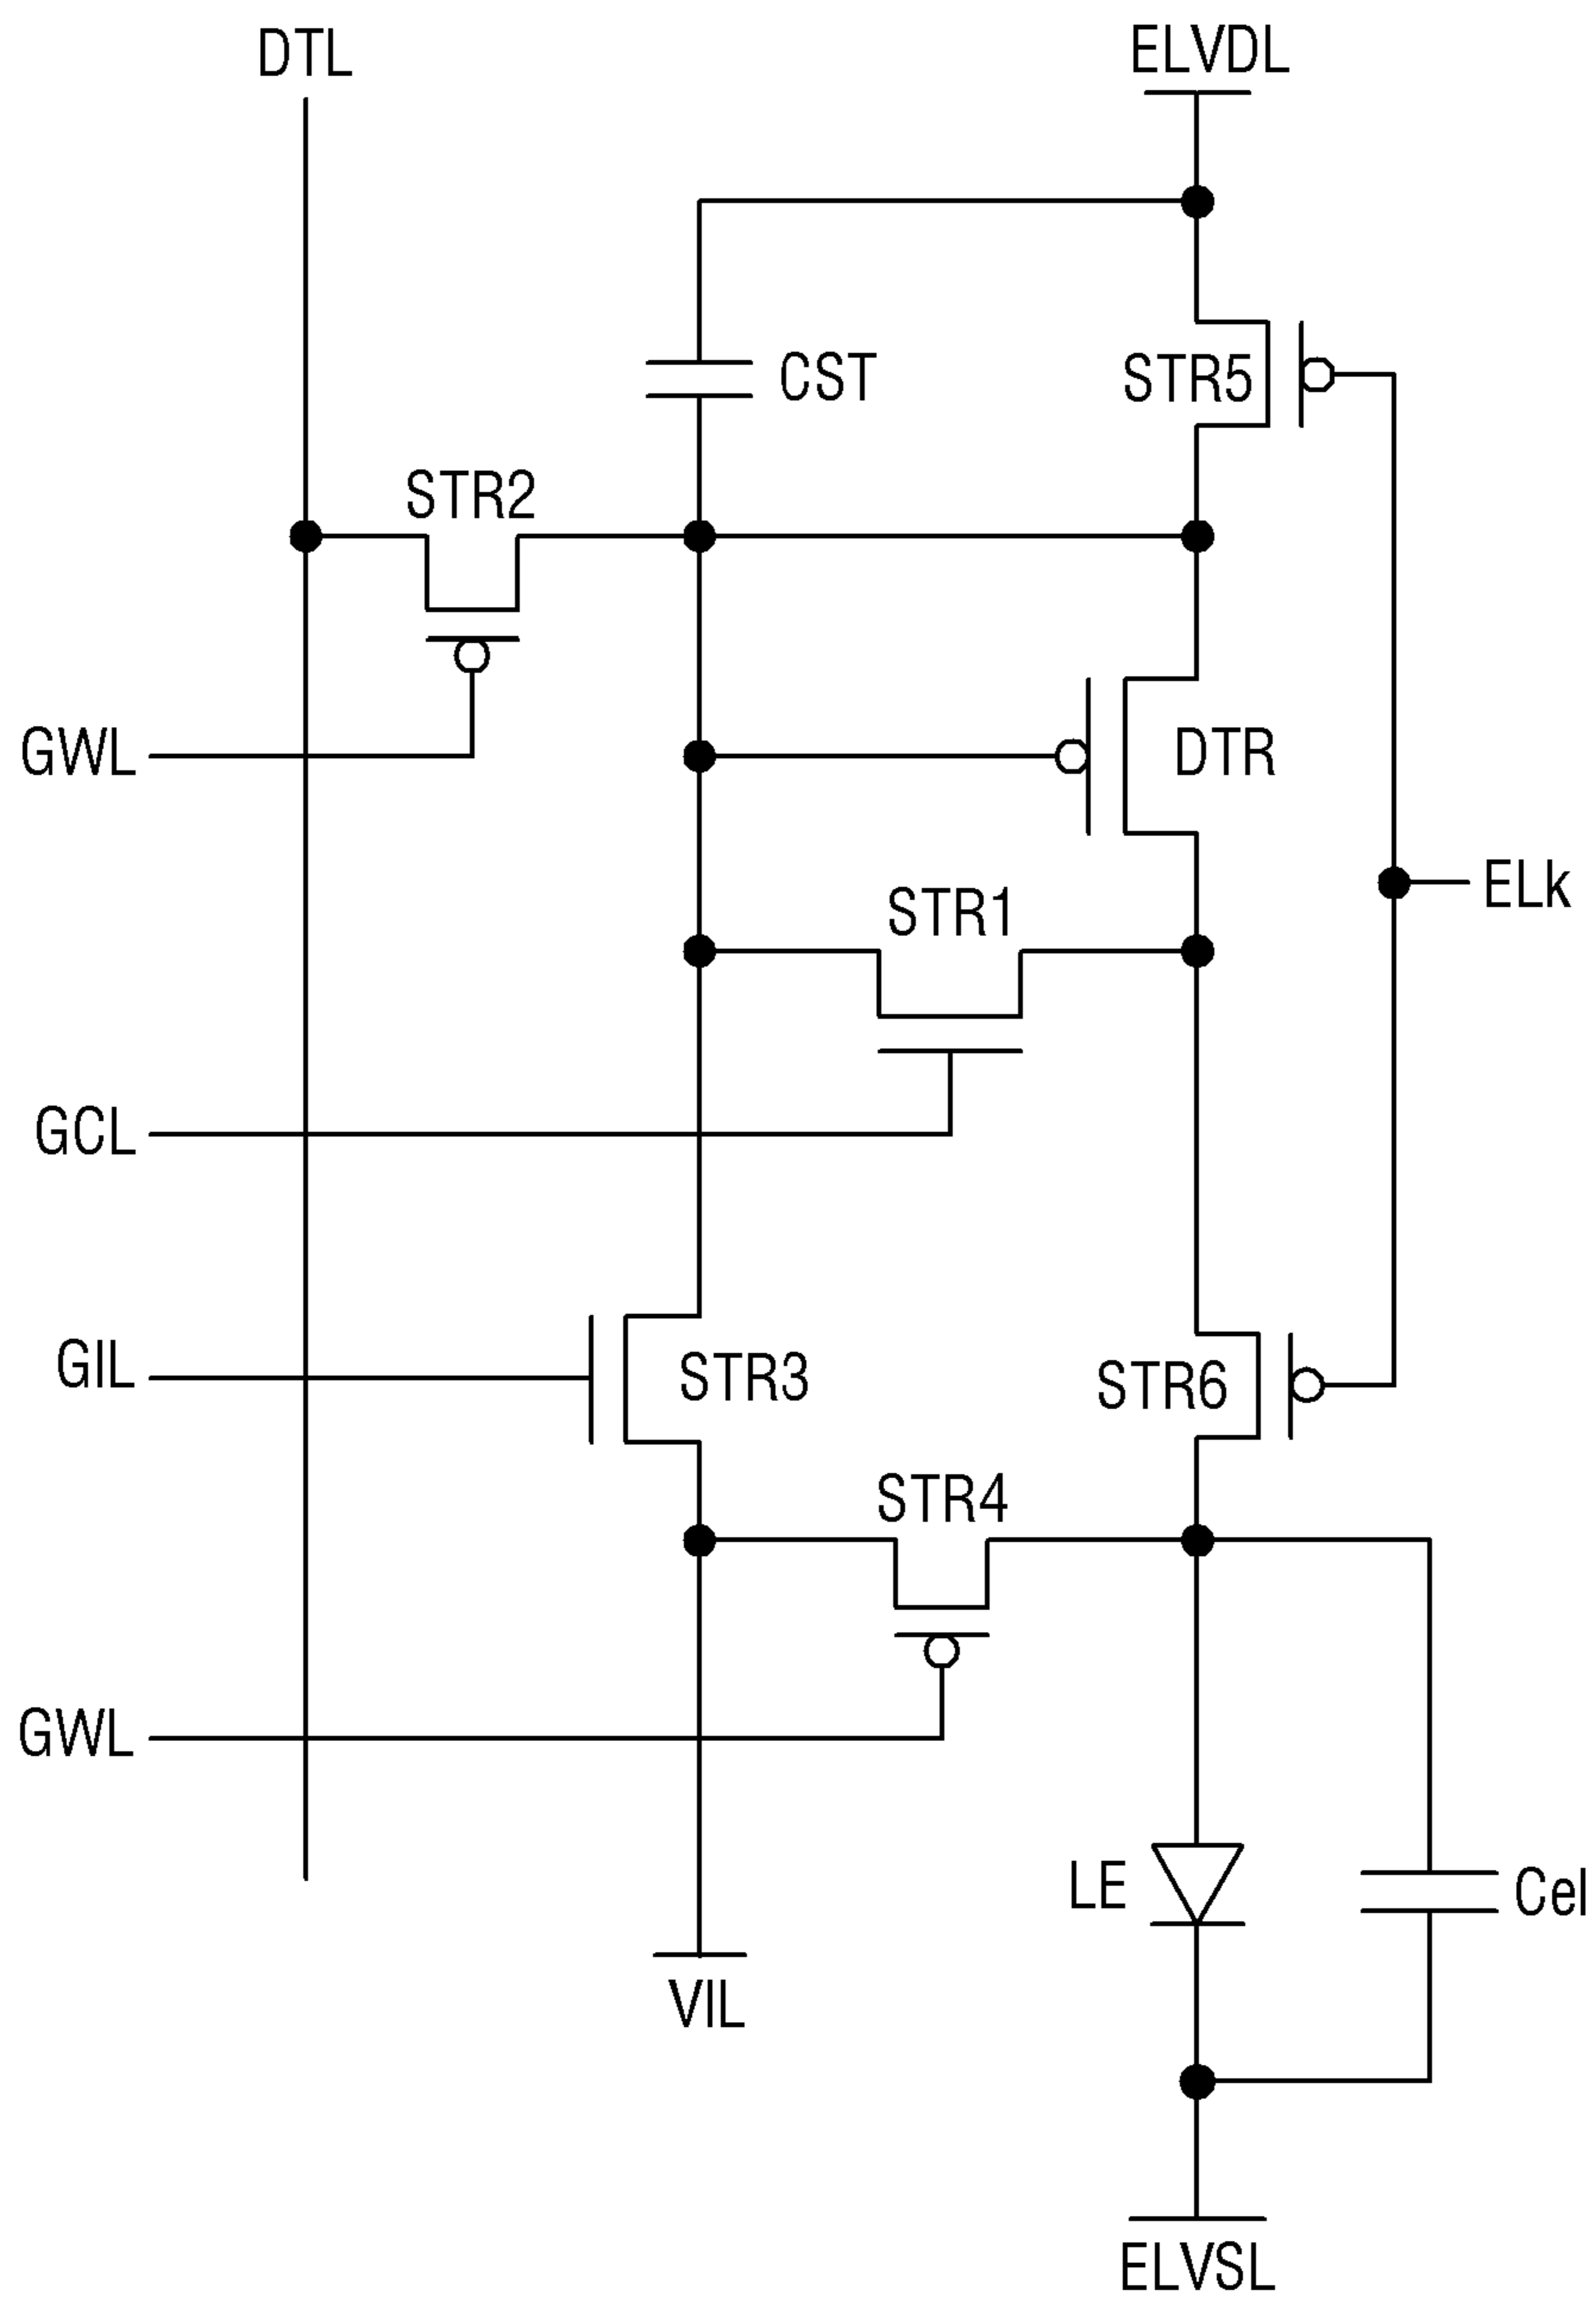 DTL
ELVDL
CST
STR5
STR2
GWL
DTR
ELk
STR1
GCL
GIL
STR3
STR6
STR4
GWL
LE
Cel
VIL
ELVSL